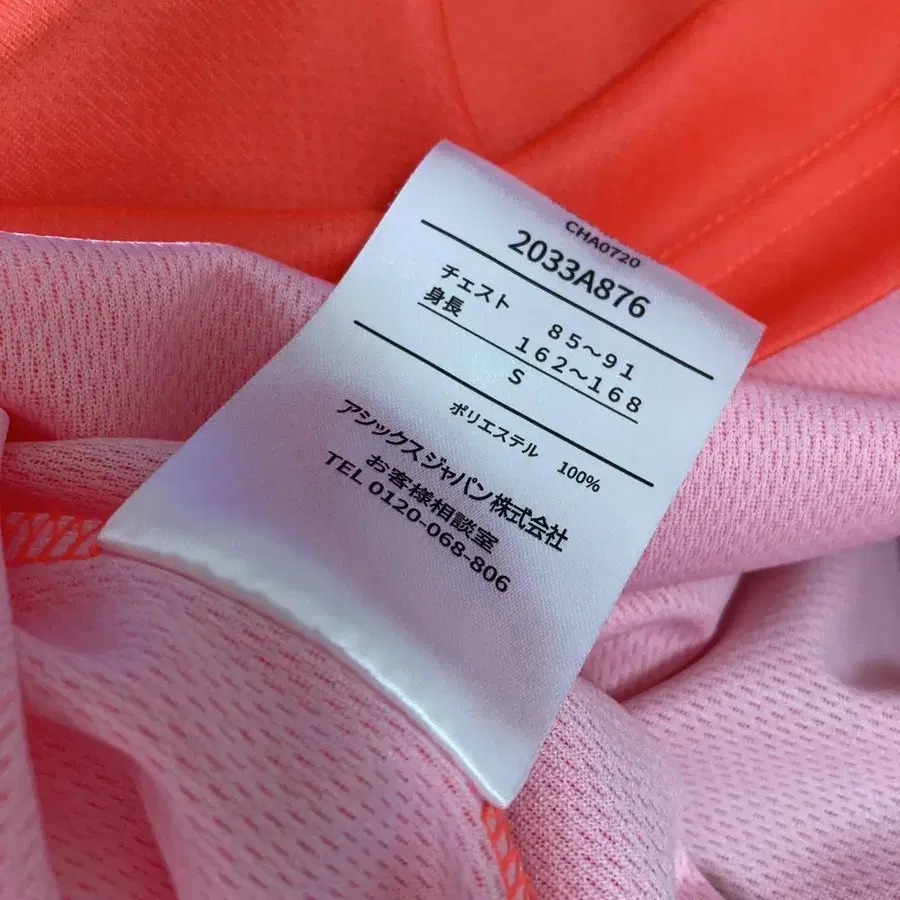 CHA0720
2033A876
チェスト 85～91
身長 162～168
S
ポリエステル 100%
アシックスジャパン株式会社
お客様相談室
TEL 0120-068-806